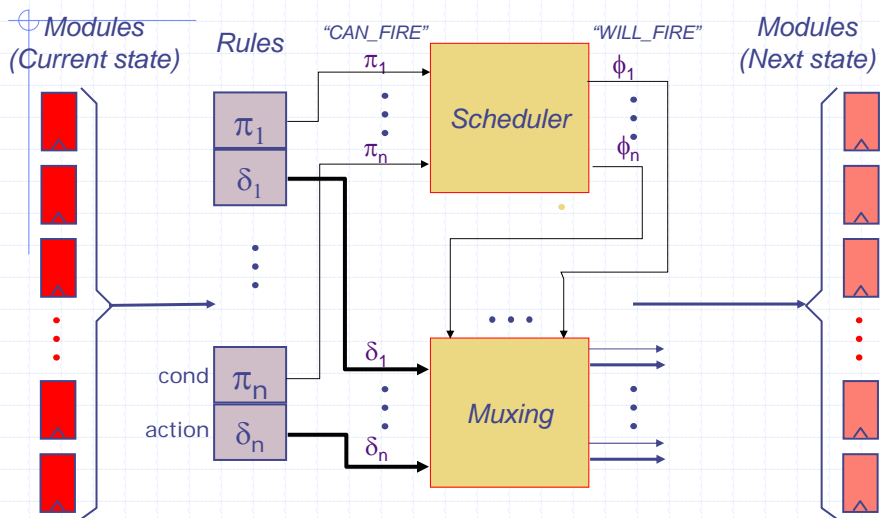 Modules
(Current state)
Rules
“CAN_FIRE”
“WILL_FIRE”
Modules
(Next state)
π1
πn
Scheduler
ϕ1
ϕn
π1
δ1
cond
πn
action
δn
δ1
δn
Muxing